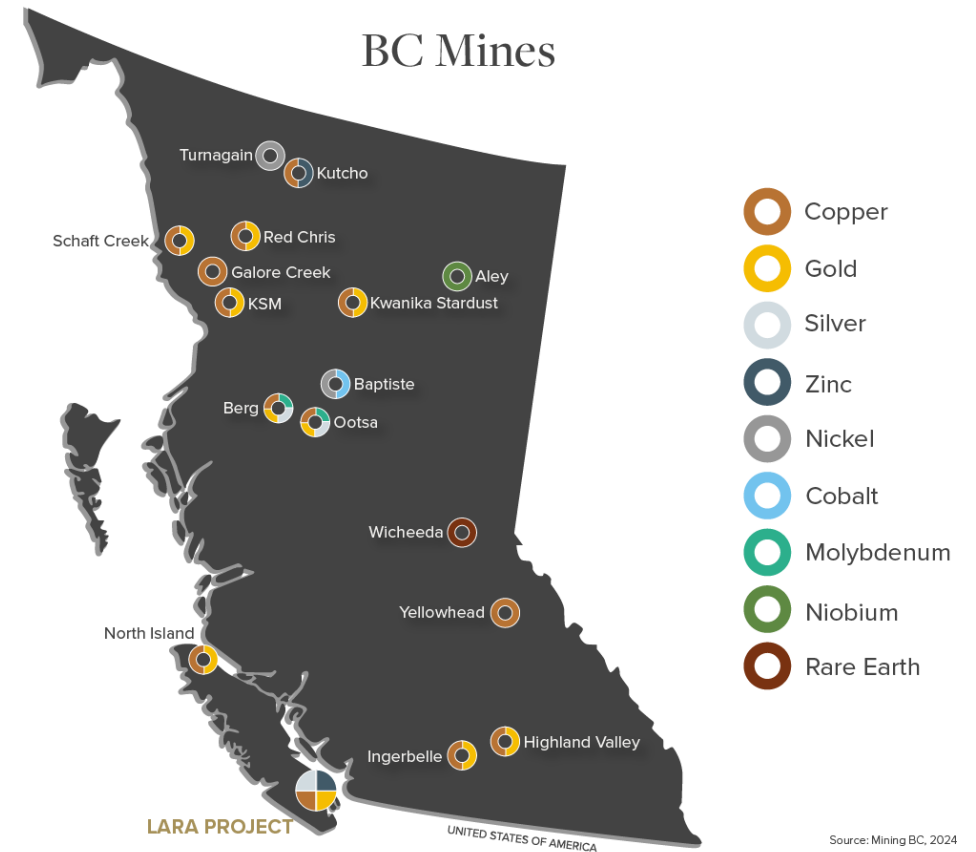 BC Mines
Turnagain
Kutcho
Schaft Creek
Red Chris
Galore Creek
Aley
KSM
Kwanika Stardust
Baptiste
Berg
Ootsa
Wicheeda
Yellowhead
North Island
Highland Valley
Ingerbelle
LARA PROJECT
UNITED STATES OF AMERICA
Copper
Gold
Silver
Zinc
Nickel
Cobalt
Molybdenum
Niobium
Rare Earth
Source: Mining BC, 2024